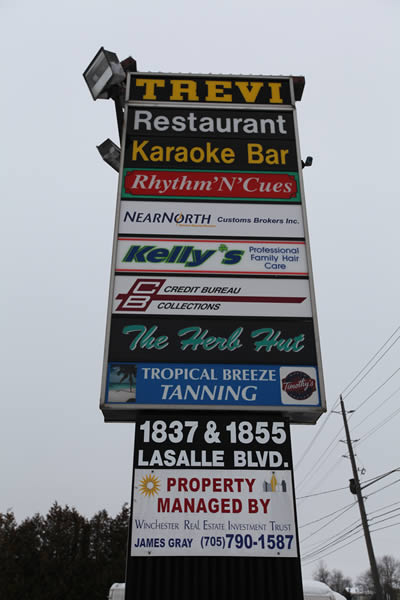 TREVI
Restaurant
Karaoke Bar
Rhythm'N'Cues
NEARNORTH Customs Brokers Inc.
Kelly's Professional
Family Hair
Care
CB CREDIT BUREAU
COLLECTIONS
The Herb Hut
TROPICAL BREEZE
TANNING
Timothy's
1837 & 1855
LASALLE BLVD.
PROPERTY
MANAGED BY
WINCHESTER REAL ESTATE INVESTMENT TRUST
JAMES GRAY (705) 790-1587